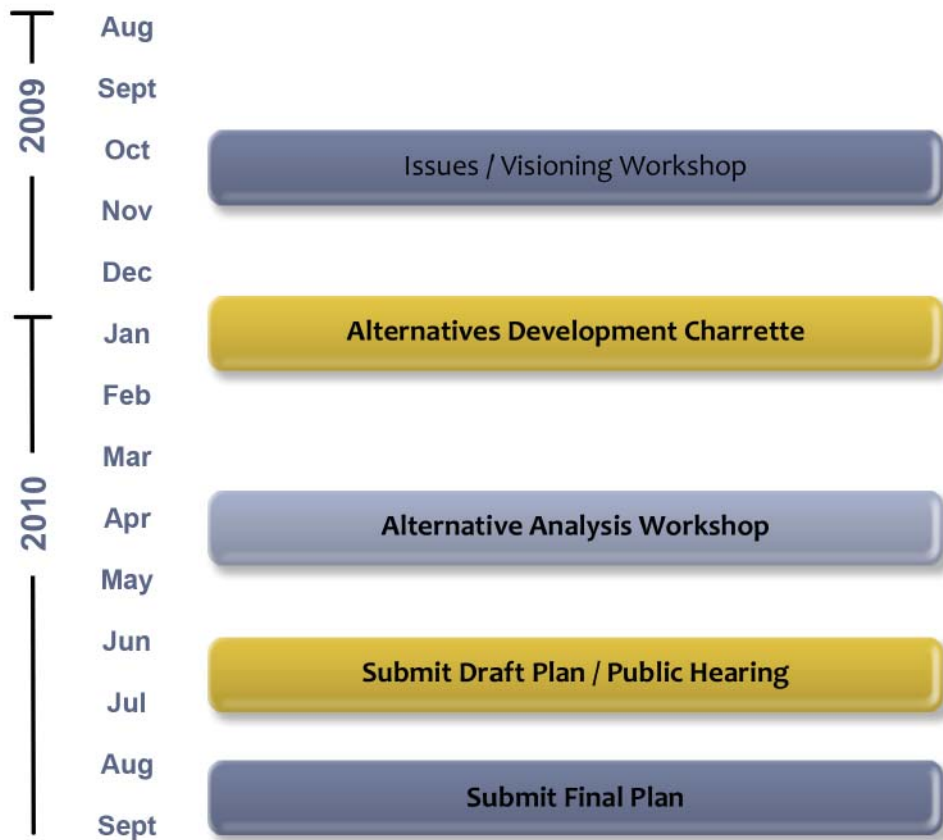 2009
Aug
Sept
Oct
Issues / Visioning Workshop
Nov
Dec
2010
Jan
Alternatives Development Charrette
Feb
Mar
Apr
Alternative Analysis Workshop
May
Jun
Submit Draft Plan / Public Hearing
Jul
Aug
Submit Final Plan
Sept